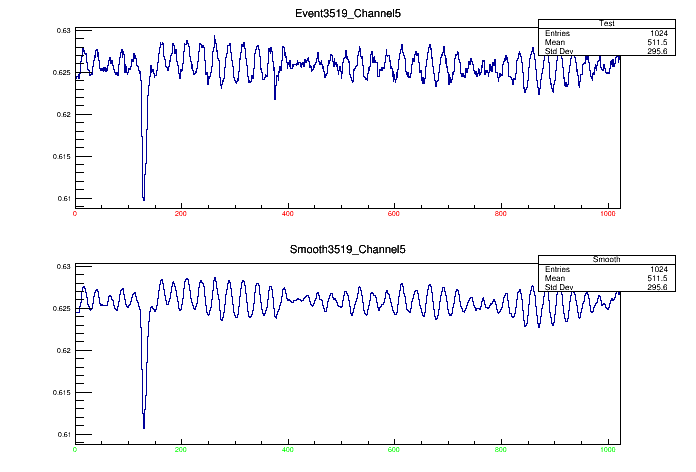 Event3519_Channel5
Test
Entries 1024
Mean 511.5
Std Dev 295.6
0.63
0.625
0.62
0.615
0.61
0 200 400 600 800 1000
Smooth3519_Channel5
Smooth
Entries 1024
Mean 511.5
Std Dev 295.6
0.63
0.625
0.62
0.615
0.61
0 200 400 600 800 1000